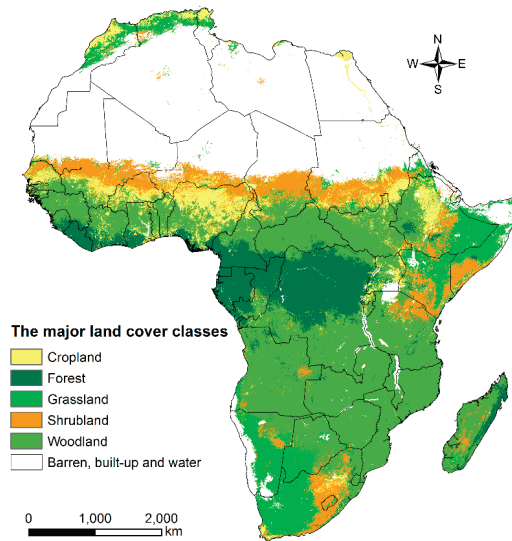 N
W E
S
The major land cover classes
Cropland
Forest
Grassland
Shrubland
Woodland
Barren, built-up and water
0 1,000 2,000
km